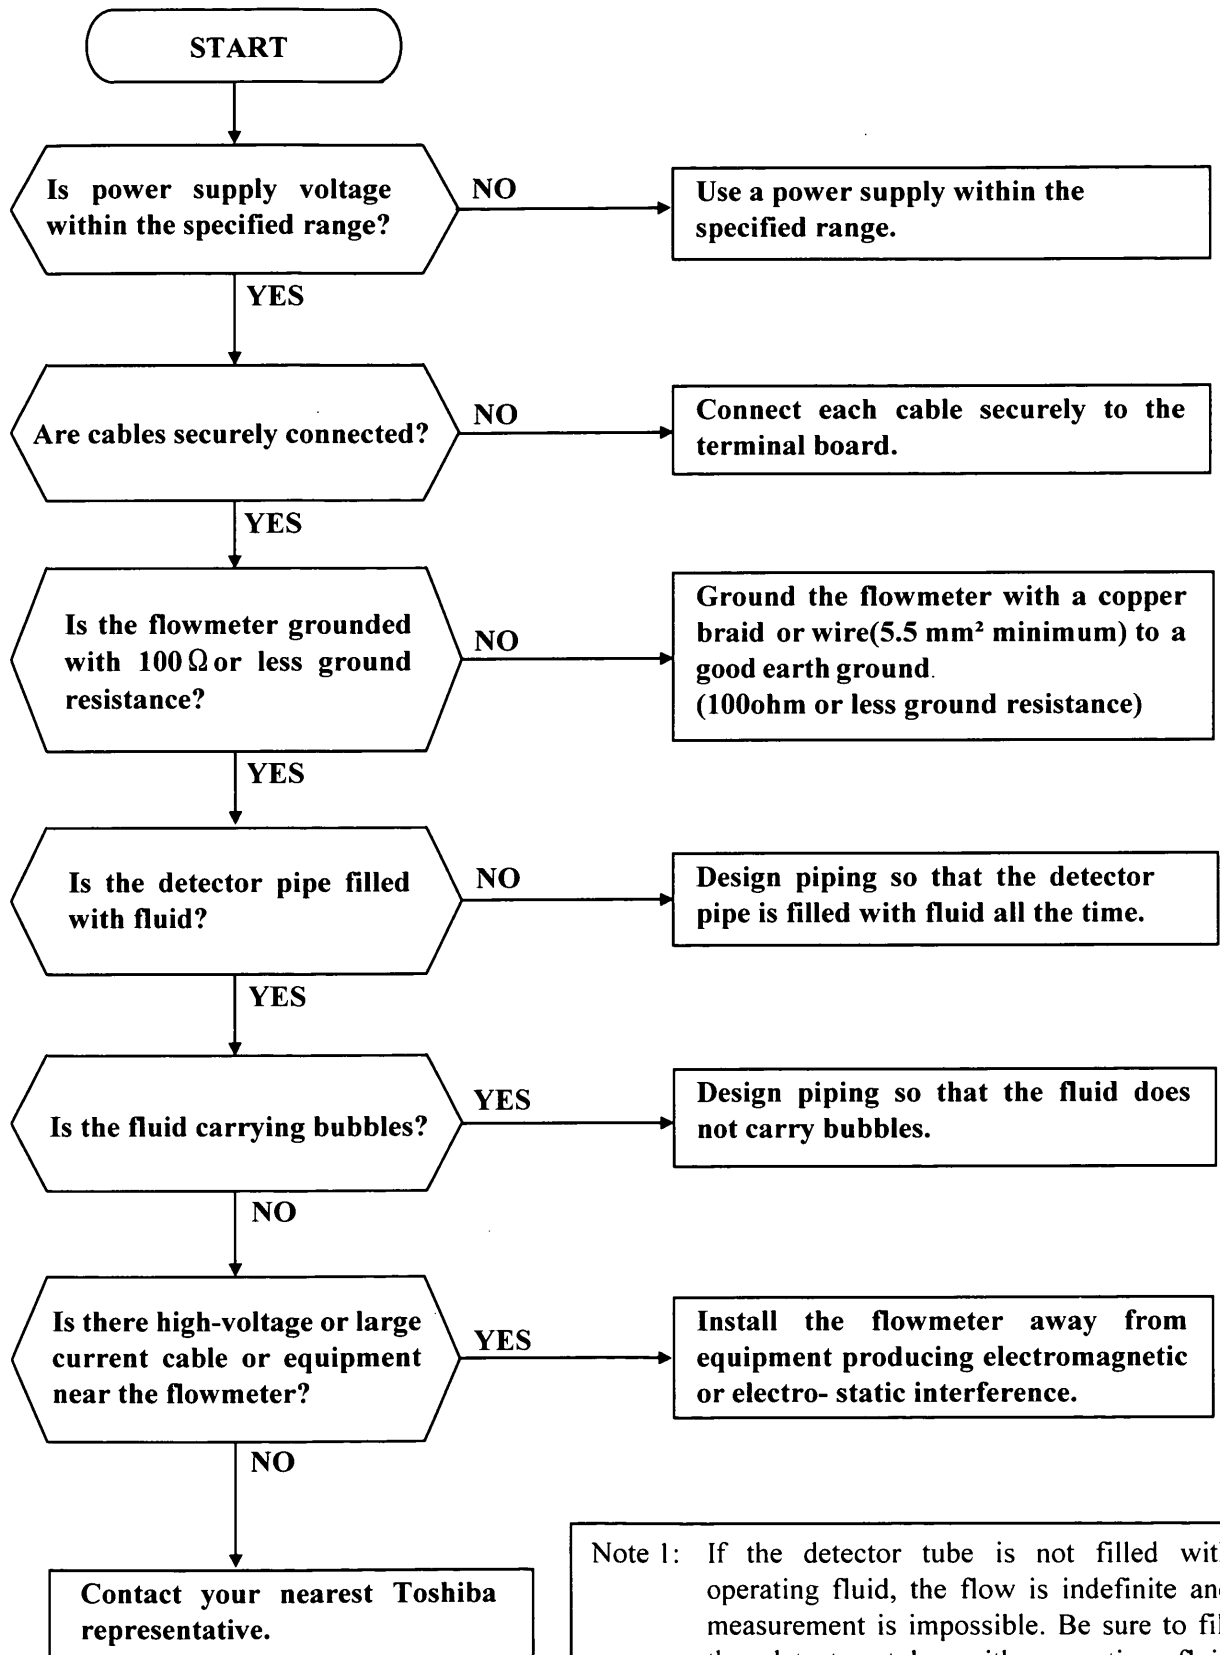 START
Is power supply voltage
within the specified range?
NO
Use a power supply within the
specified range.
YES
Are cables securely connected?
NO
Connect each cable securely to the
terminal board.
YES
Is the flowmeter grounded
with 100 Ω or less ground
resistance?
NO
Ground the flowmeter with a copper
braid or wire(5.5 mm² minimum) to a
good earth ground.
(100ohm or less ground resistance)
YES
Is the detector pipe filled
with fluid?
NO
Design piping so that the detector
pipe is filled with fluid all the time.
YES
Is the fluid carrying bubbles?
YES
Design piping so that the fluid does
not carry bubbles.
NO
Is there high-voltage or large
current cable or equipment
near the flowmeter?
YES
Install the flowmeter away from
equipment producing electromagnetic
or electro- static interference.
NO
Contact your nearest Toshiba
representative.
Note 1: If the detector tube is not filled with
operating fluid, the flow is indefinite and
measurement is impossible. Be sure to fill